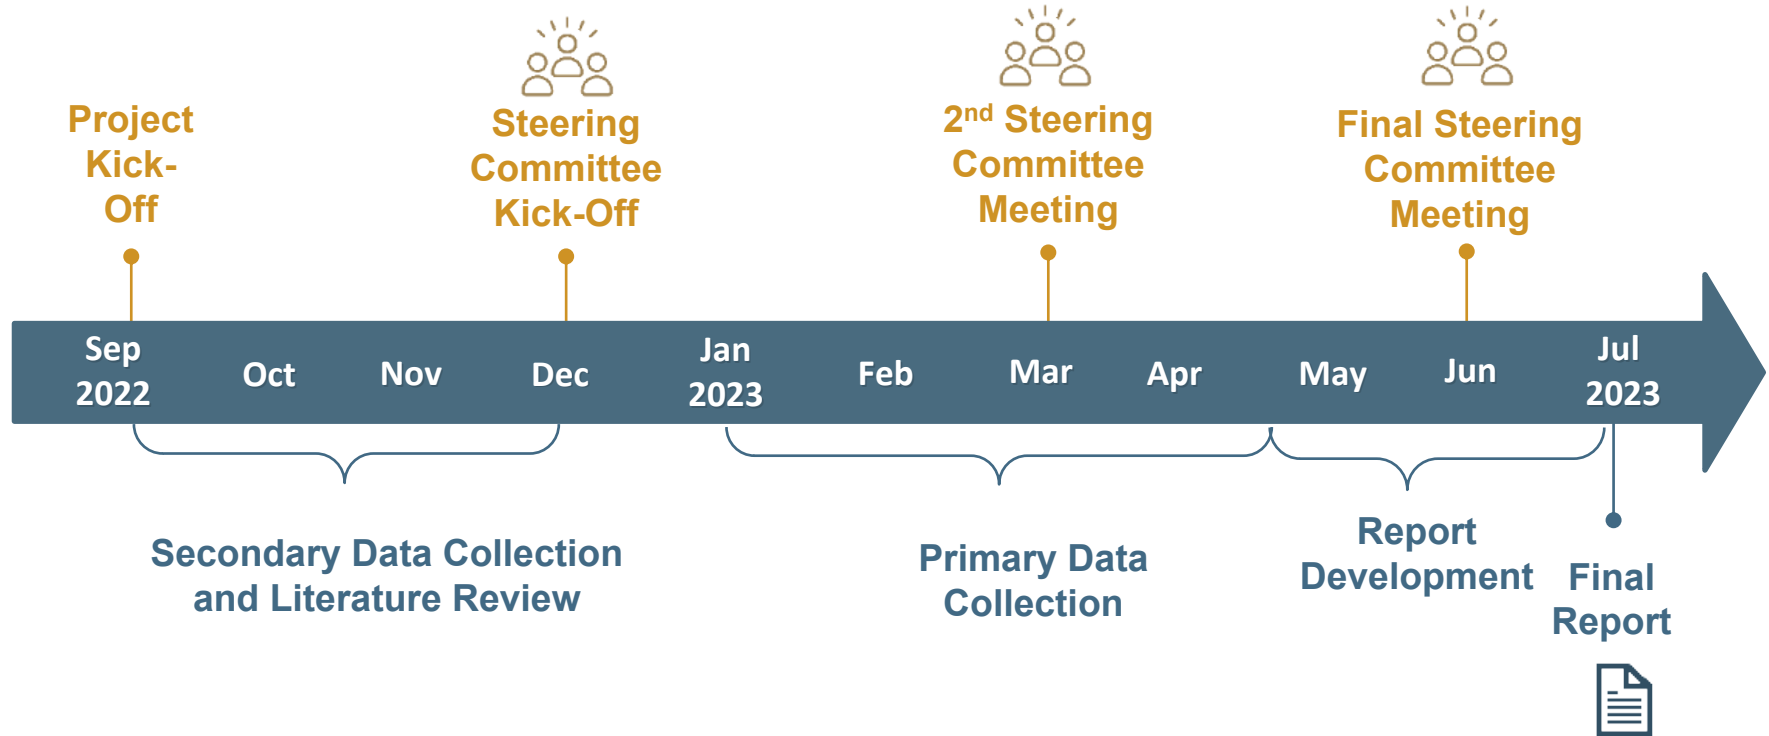 Project
Kick-
Off
Steering
Committee
Kick-Off
2nd Steering
Committee
Meeting
Final Steering
Committee
Meeting
Sep
2022
Oct
Nov
Dec
Jan
2023
Feb
Mar
Apr
May
Jun
Jul
2023
Secondary Data Collection
and Literature Review
Primary Data
Collection
Report
Development
Final
Report